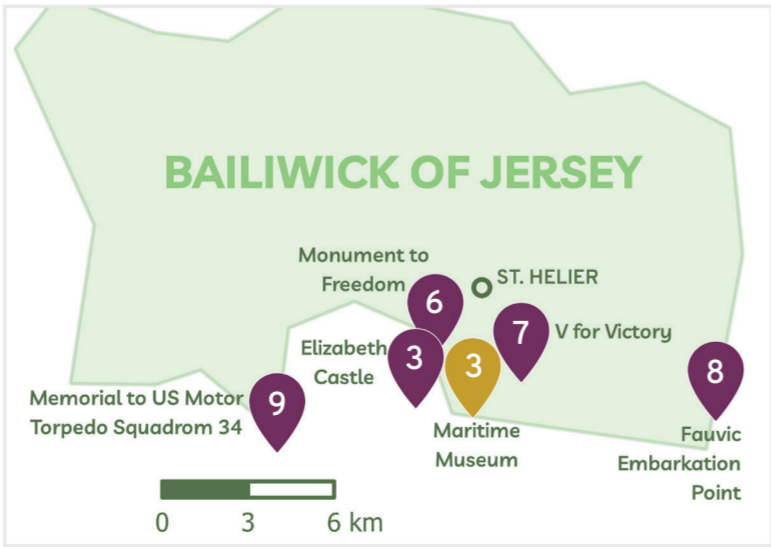 BAILIWICK OF JERSEY
Monument to
Freedom
6
ST. HELIER
7
V for Victory
Elizabeth
Castle
3
3
Maritime
Museum
8
Fauvic
Embarkation
Point
Memorial to US Motor
Torpedo Squadrom 34
9
0 3 6 km